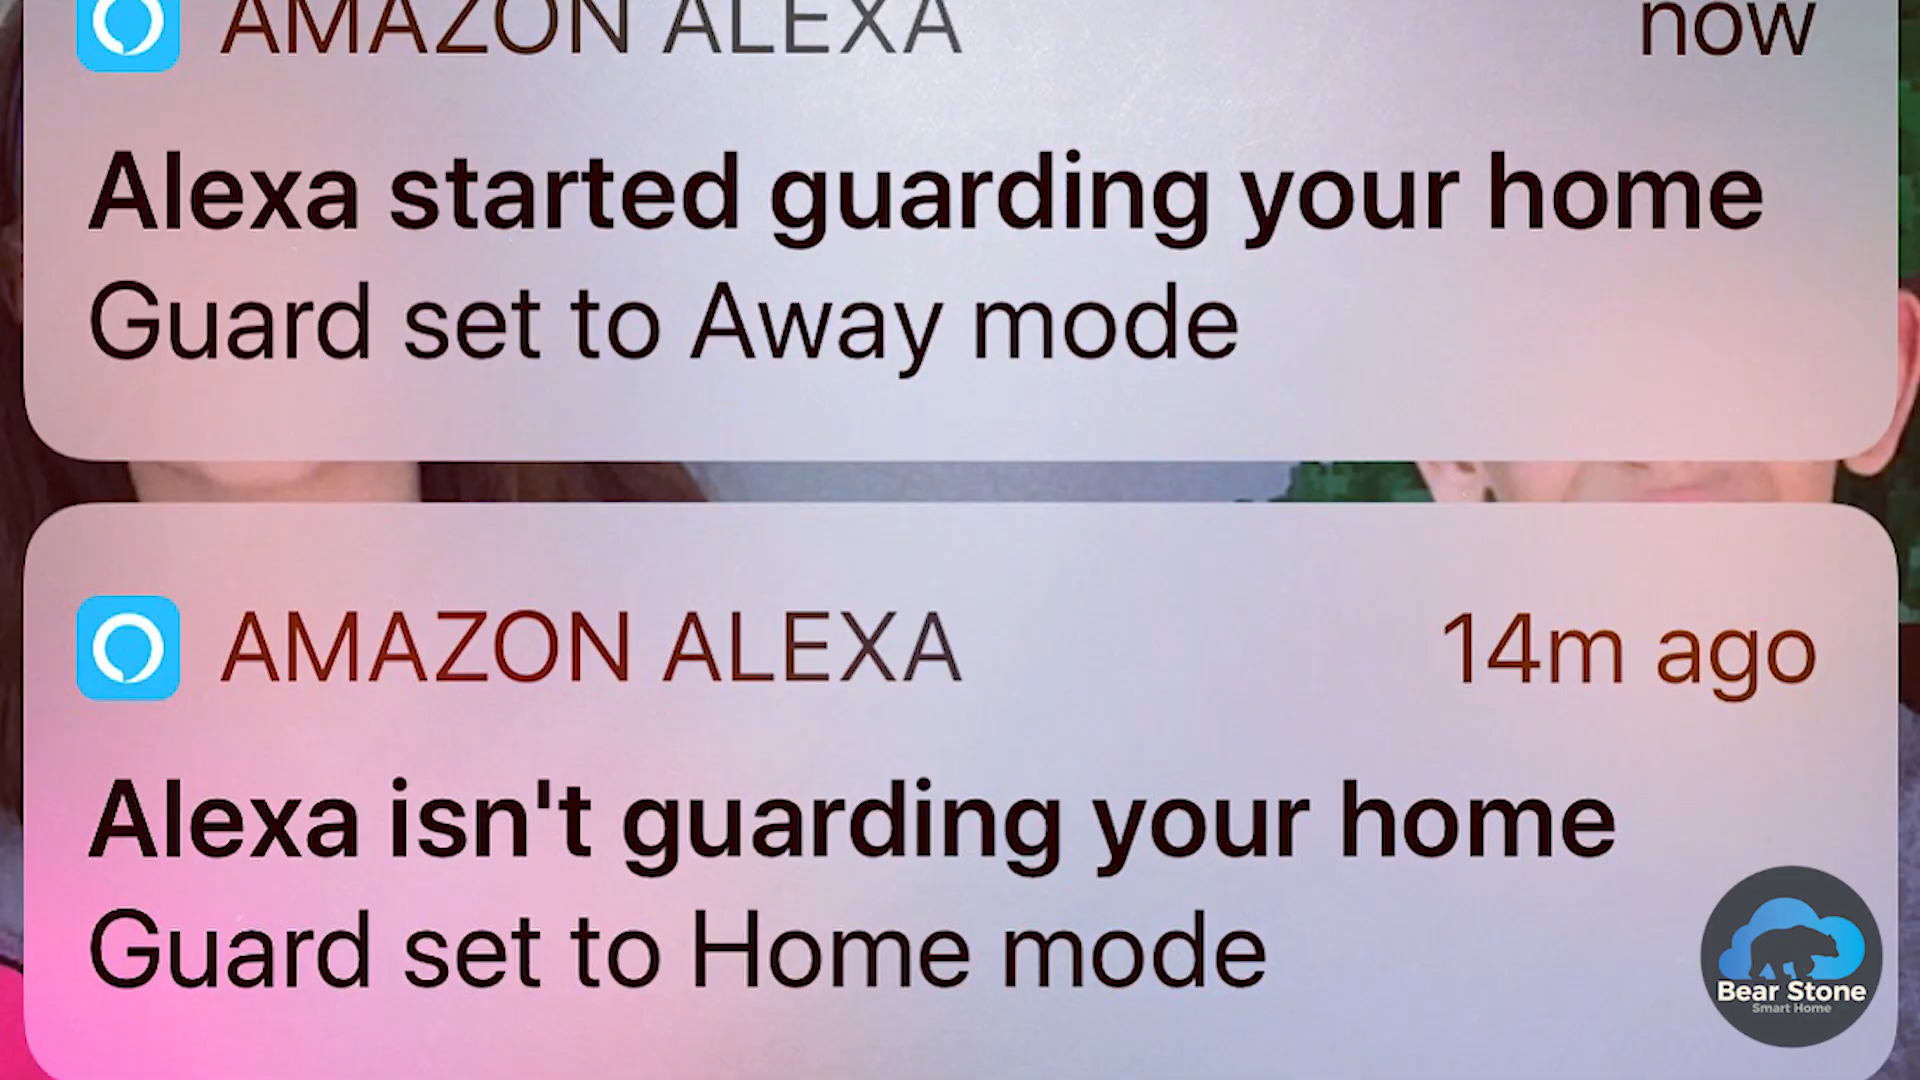 AMAZON ALEXA now
Alexa started guarding your home
Guard set to Away mode
AMAZON ALEXA 14m ago
Alexa isn't guarding your home
Guard set to Home mode
Bear Stone
Smart Home